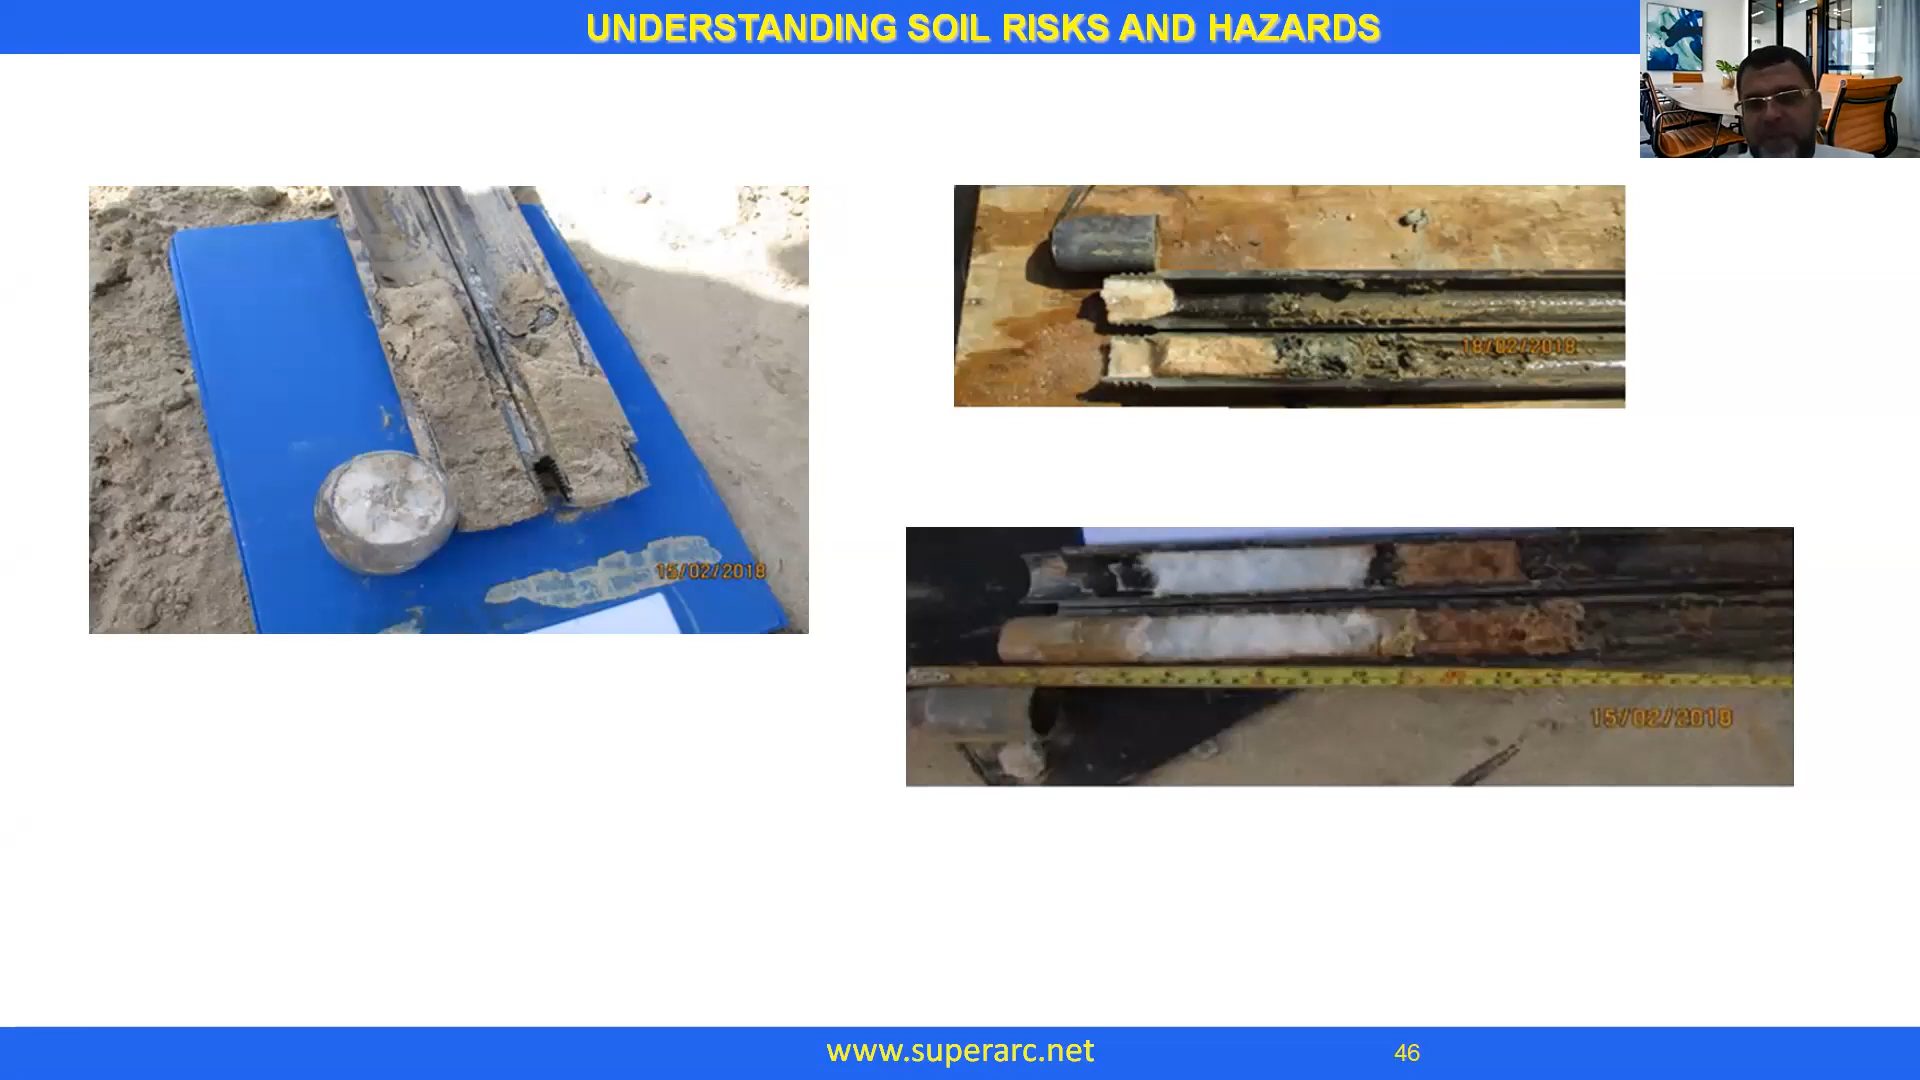 UNDERSTANDING SOIL RISKS AND HAZARDS
15/02/2018
18/02/2018
15/02/2018
www.superarc.net
46